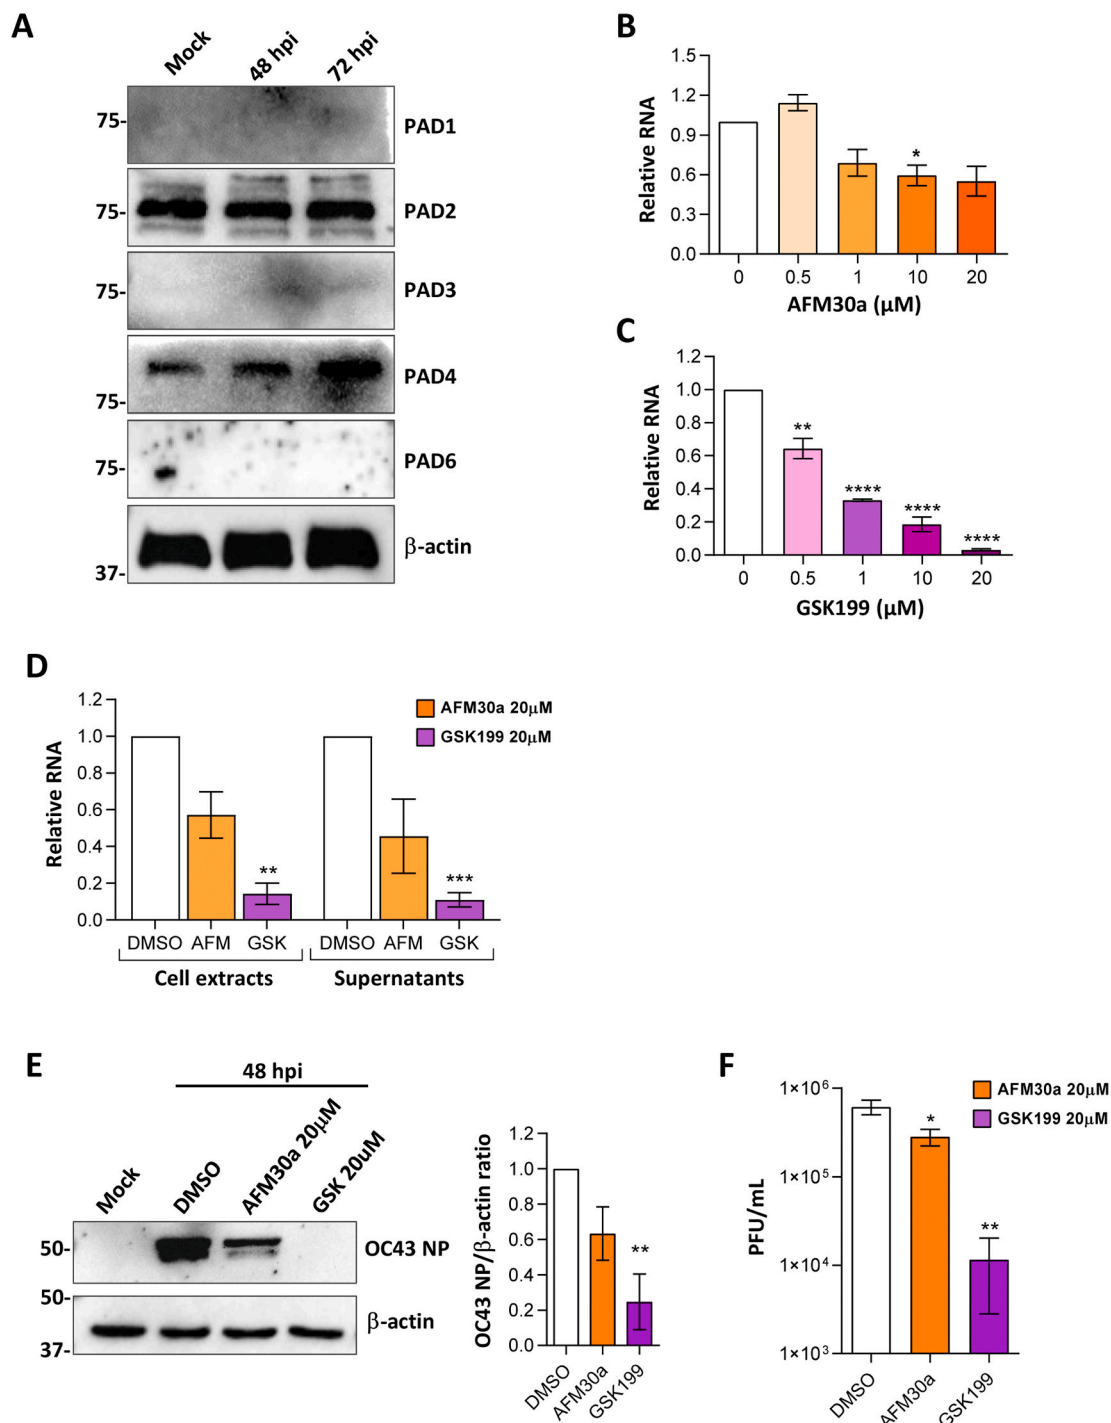 A
Mock
48 hpi
72 hpi
75-
PAD1
75-
PAD2
75-
PAD3
75-
PAD4
75-
PAD6
37-
β-actin
B
Relative RNA
1.5
1.2
0.9
0.6
0.3
0.0
*
0 0.5 1 10 20
AFM30a (μM)
C
Relative RNA
1.2
1.0
0.8
0.6
0.4
0.2
0.0
**
****
****
****
0 0.5 1 10 20
GSK199 (μM)
D
Relative RNA
1.2
1.0
0.8
0.6
0.4
0.2
0.0
**
***
AFM30a 20μM
GSK199 20μM
DMSO AFM GSK DMSO AFM GSK
Cell extracts Supernatants
E
48 hpi
Mock
DMSO
AFM30a 20μM
GSK 20uM
50-
OC43 NP
50-
β-actin
37-
OC43 NP/β-actin ratio
1.2
1.0
0.8
0.6
0.4
0.2
0.0
**
DMSO
AFM30a
GSK199
F
PFU/mL
1×10⁶
1×10⁵
1×10⁴
1×10³
*
**
AFM30a 20μM
GSK199 20μM
DMSO
AFM30a
GSK199